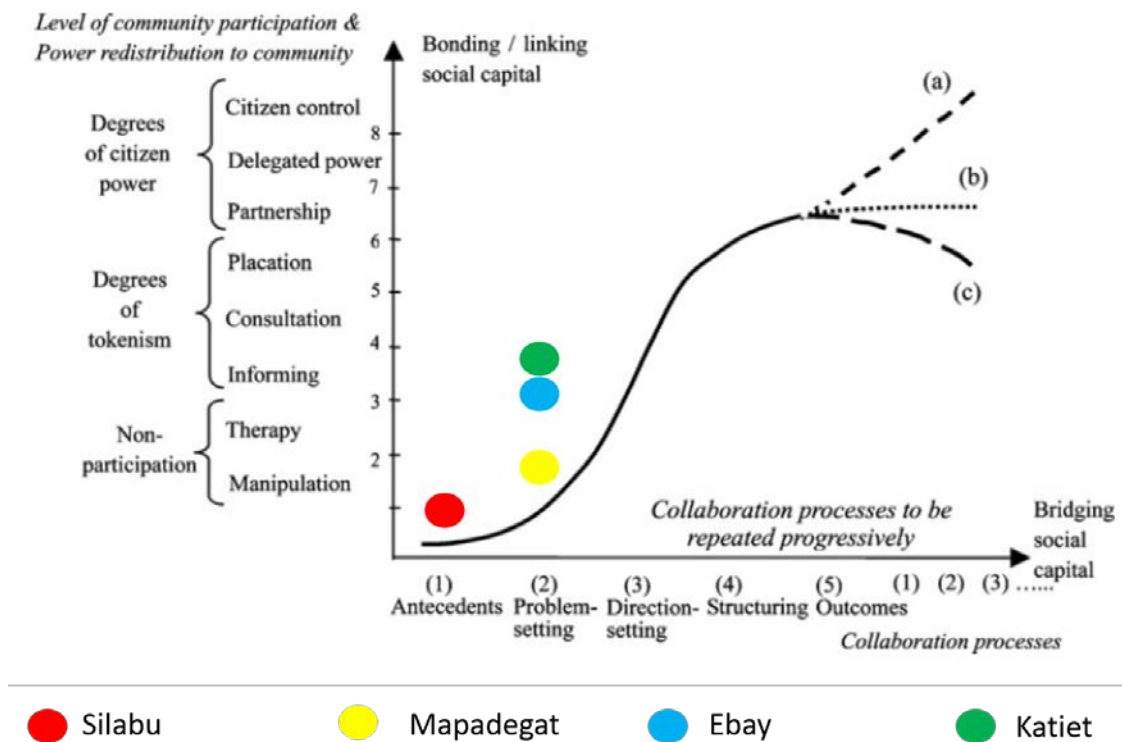 Level of community participation &
Power redistribution to community
Bonding / linking
social capital
Degrees
of citizen
power
Citizen control
Delegated power
Partnership
Degrees
of
tokenism
Placation
Consultation
Informing
Non-
participation
Therapy
Manipulation
8
7
6
5
4
3
2
(a)
(b)
(c)
Collaboration processes to be
repeated progressively
Bridging
social
capital
(1)
Antecedents
(2)
Problem-
setting
(3)
Direction-
setting
(4)
Structuring
(5)
Outcomes
(1) (2) (3) ......
Collaboration processes
Silabu
Mapadegat
Ebay
Katiet